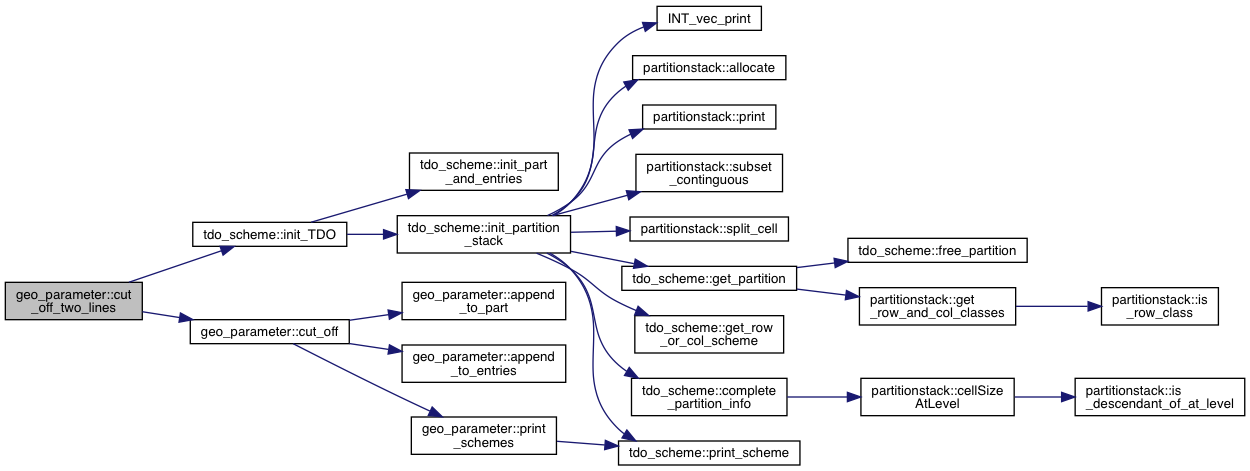 INT_vec_print
partitionstack::allocate
partitionstack::print
tdo_scheme::init_part
_and_entries
partitionstack::subset
_continguous
tdo_scheme::init_TDO
tdo_scheme::init_partition
_stack
partitionstack::split_cell
tdo_scheme::get_partition
tdo_scheme::free_partition
geo_parameter::cut
_off_two_lines
geo_parameter::append
_to_part
partitionstack::get
_row_and_col_classes
partitionstack::is
_row_class
geo_parameter::cut_off
tdo_scheme::get_row
_or_col_scheme
geo_parameter::append
_to_entries
tdo_scheme::complete
_partition_info
partitionstack::cellSize
AtLevel
partitionstack::is
_descendant_of_at_level
geo_parameter::print
_schemes
tdo_scheme::print_scheme